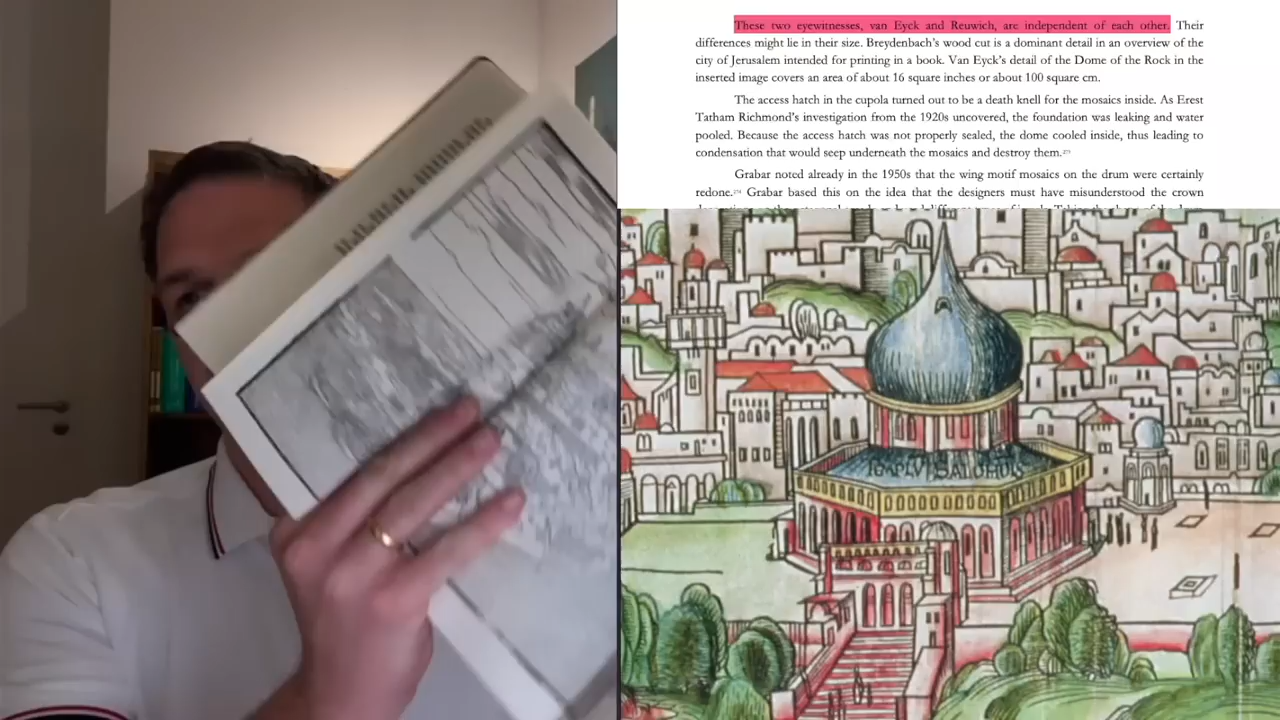 These two eyewitnesses, van Eyck and Reuwich, are independent of each other. Their
differences might lie in their size. Breydenbach's wood cut is a dominant detail in an overview of the
city of Jerusalem intended for printing in a book. Van Eyck's detail of the Dome of the Rock in the
inserted image covers an area of about 16 square inches or about 100 square cm.
The access hatch in the cupola turned out to be a death knell for the mosaics inside. As Erest
Tatham Richmond's investigation from the 1920s uncovered, the foundation was leaking and water
pooled. Because the access hatch was not properly sealed, the dome cooled inside, thus leading to
condensation that would seep underneath the mosaics and destroy them.²⁷³
Grabar noted already in the 1950s that the wing motif mosaics on the drum were certainly
redone.²⁷⁴ Grabar based this on the idea that the designers must have misunderstood the crown